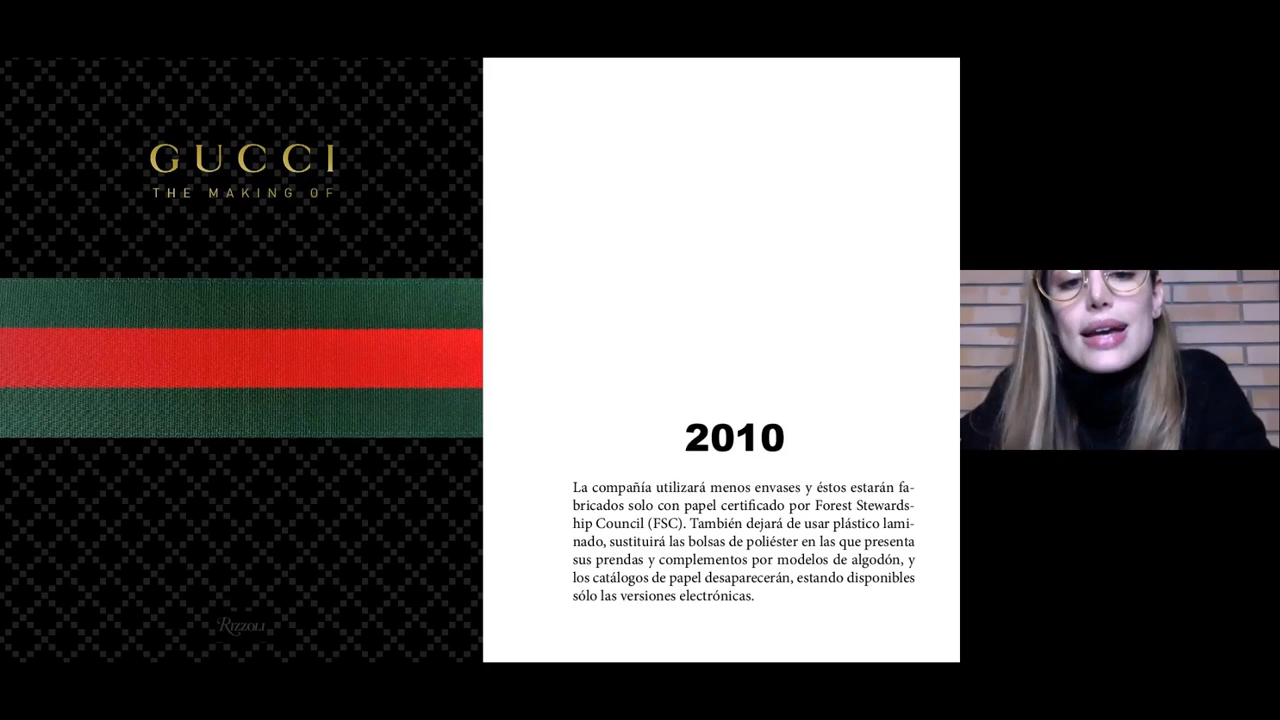 GUCCI
THE MAKING OF
RIZZOLI
2010
La compañía utilizará menos envases y éstos estarán fa-
bricados solo con papel certificado por Forest Stewards-
hip Council (FSC). También dejará de usar plástico lami-
nado, sustituirá las bolsas de poliéster en las que presenta
sus prendas y complementos por modelos de algodón, y
los catálogos de papel desaparecerán, estando disponibles
sólo las versiones electrónicas.